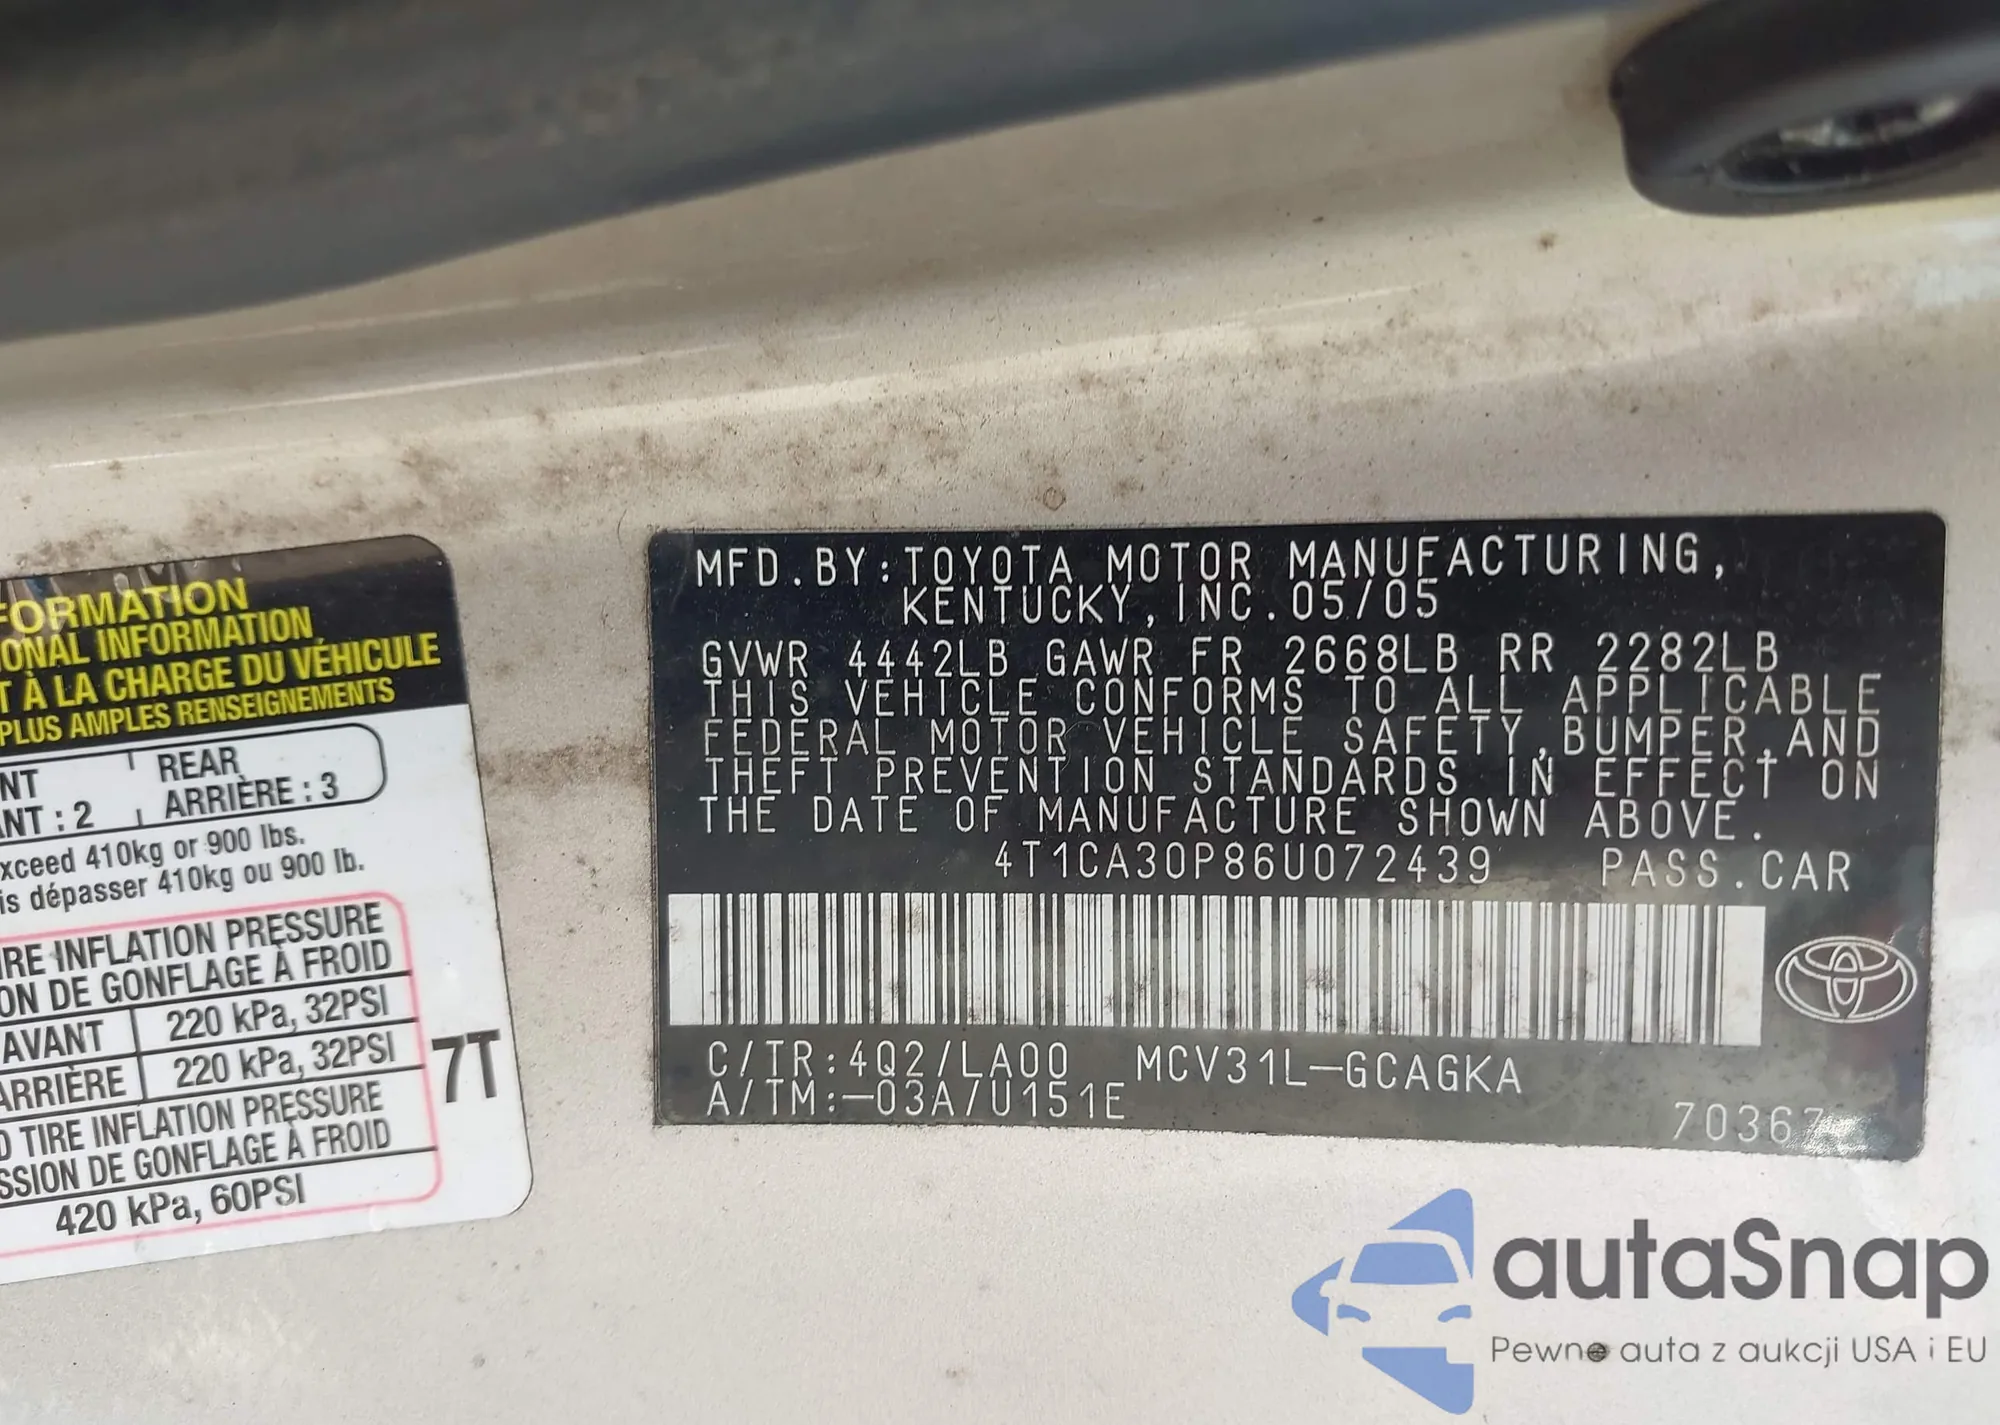 FORMATION
ONAL INFORMATION
T À LA CHARGE DU VÉHICULE
PLUS AMPLES RENSEIGNEMENTS
NT
REAR
ANT : 2
ARRIÈRE : 3
xceed 410kg or 900 lbs.
is dépasser 410kg ou 900 lb.
IRE INFLATION PRESSURE
ON DE GONFLAGE À FROID
AVANT 220 kPa, 32PSI
ARRIÈRE 220 kPa, 32PSI
7T
D TIRE INFLATION PRESSURE
SSION DE GONFLAGE À FROID
420 kPa, 60PSI
MFD.BY:TOYOTA MOTOR MANUFACTURING,
KENTUCKY,INC.05/05
GVWR 4442LB GAWR FR 2668LB RR 2282LB
THIS VEHICLE CONFORMS TO ALL APPLICABLE
FEDERAL MOTOR VEHICLE SAFETY,BUMPER,AND
THEFT PREVENTION STANDARDS IN EFFECT ON
THE DATE OF MANUFACTURE SHOWN ABOVE.
4T1CA30P86U072439 PASS.CAR
C/TR:4Q2/LA00 MCV31L-GCAGKA
A/TM:-03A/U151E
70367
autaSnap
Pewne auta z aukcji USA i EU